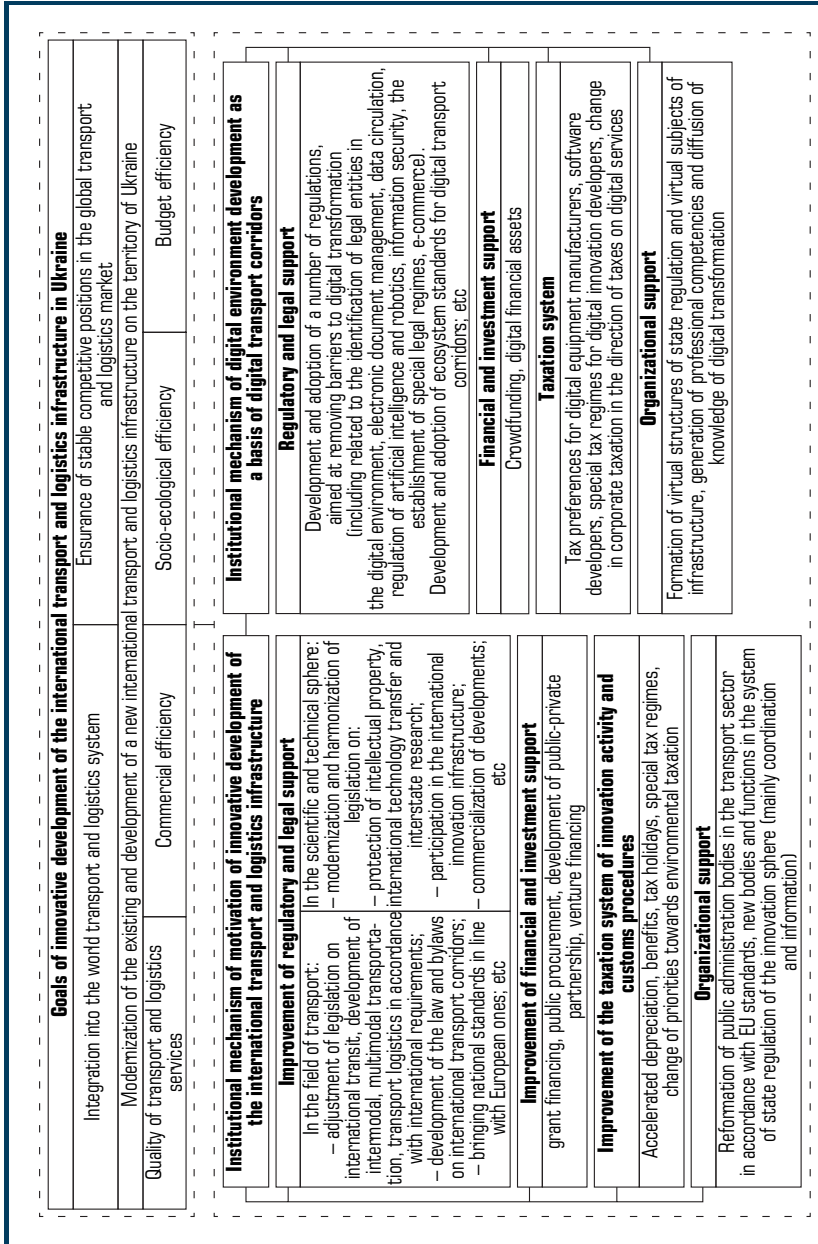 Goals of innovative development of the international transport and logistics infrastructure in Ukraine
Integration into the world transport and logistics system
Ensurance of stable competitive positions in the global transport
and logistics market
Modernization of the existing and development of a new international transport and logistics infrastructure on the territory of Ukraine
Quality of transport and logistics
services
Commercial efficiency
Socio-ecological efficiency
Budget efficiency
Institutional mechanism of motivation of innovative development of
the international transport and logistics infrastructure
Improvement of regulatory and legal support
In the field of transport:
– adjustment of legislation on
international transit, development of
intermodal, multimodal transporta-
tion, transport logistics in accordance
with international requirements;
– development of the law and bylaws
on international transport corridors;
– bringing national standards in line
with European ones; etc
In the scientific and technical sphere:
– modernization and harmonization of
legislation on:
– protection of intellectual property,
international technology transfer and
interstate research;
– participation in the international
innovation infrastructure;
– commercialization of developments;
etc
Improvement of financial and investment support
grant financing, public procurement, development of public-private
partnership, venture financing
Improvement of the taxation system of innovation activity and
customs procedures
Accelerated depreciation, benefits, tax holidays, special tax regimes,
change of priorities towards environmental taxation
Organizational support
Reformation of public administration bodies in the transport sector
in accordance with EU standards, new bodies and functions in the system
of state regulation of the innovation sphere (mainly coordination
and information)
Institutional mechanism of digital environment development as
a basis of digital transport corridors
Regulatory and legal support
Development and adoption of a number of regulations,
aimed at removing barriers to digital transformation
(including related to the identification of legal entities in
the digital environment, electronic document management, data circulation,
regulation of artificial intelligence and robotics, information security, the
establishment of special legal regimes, e-commerce).
Development and adoption of ecosystem standards for digital transport
corridors; etc
Financial and investment support
Crowdfunding, digital financial assets
Taxation system
Tax preferences for digital equipment manufacturers, software
developers, special tax regimes for digital innovation developers, change
in corporate taxation in the direction of taxes on digital services
Organizational support
Formation of virtual structures of state regulation and virtual subjects of
infrastructure, generation of professional competencies and diffusion of
knowledge of digital transformation